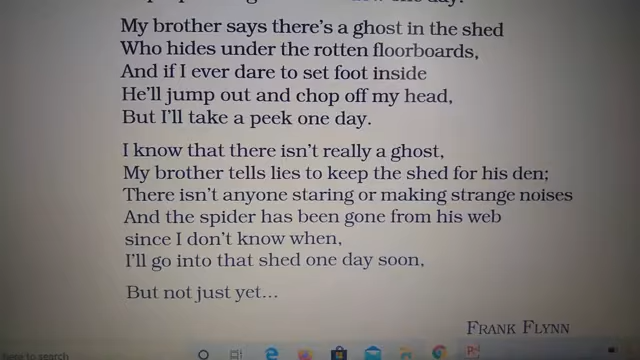 My brother says there's a ghost in the shed
Who hides under the rotten floorboards,
And if I ever dare to set foot inside
He'll jump out and chop off my head,
But I'll take a peek one day.
I know that there isn't really a ghost,
My brother tells lies to keep the shed for his den;
There isn't anyone staring or making strange noises
And the spider has been gone from his web
since I don't know when,
I'll go into that shed one day soon,
But not just yet...
FRANK FLYNN
here to search